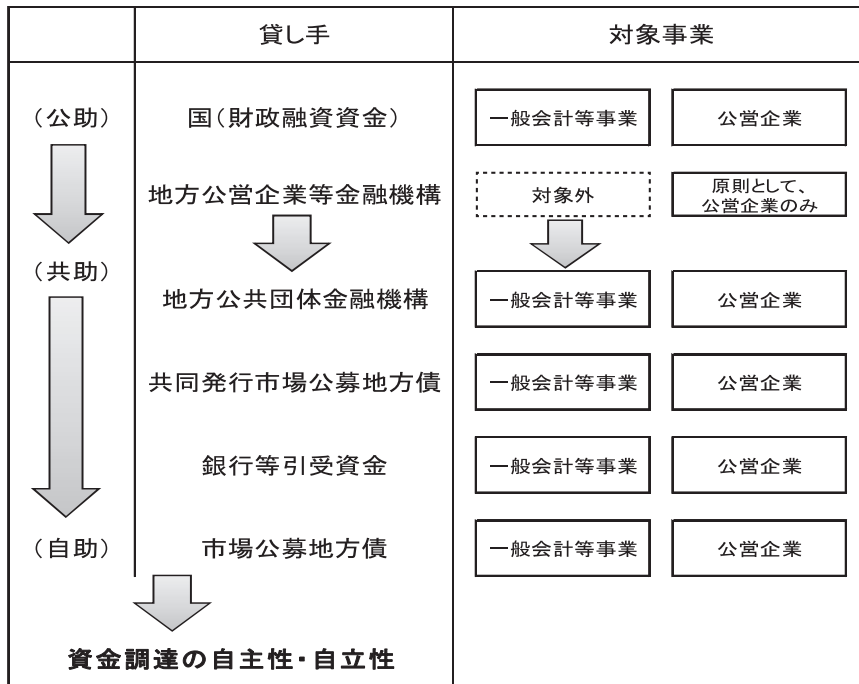 貸し手
対象事業
（公助）
国（財政融資資金）
一般会計等事業
公営企業
地方公営企業等金融機構
対象外
原則として、
公営企業のみ
（共助）
地方公共団体金融機構
一般会計等事業
公営企業
共同発行市場公募地方債
一般会計等事業
公営企業
銀行等引受資金
一般会計等事業
公営企業
（自助）
市場公募地方債
一般会計等事業
公営企業
資金調達の自主性・自立性